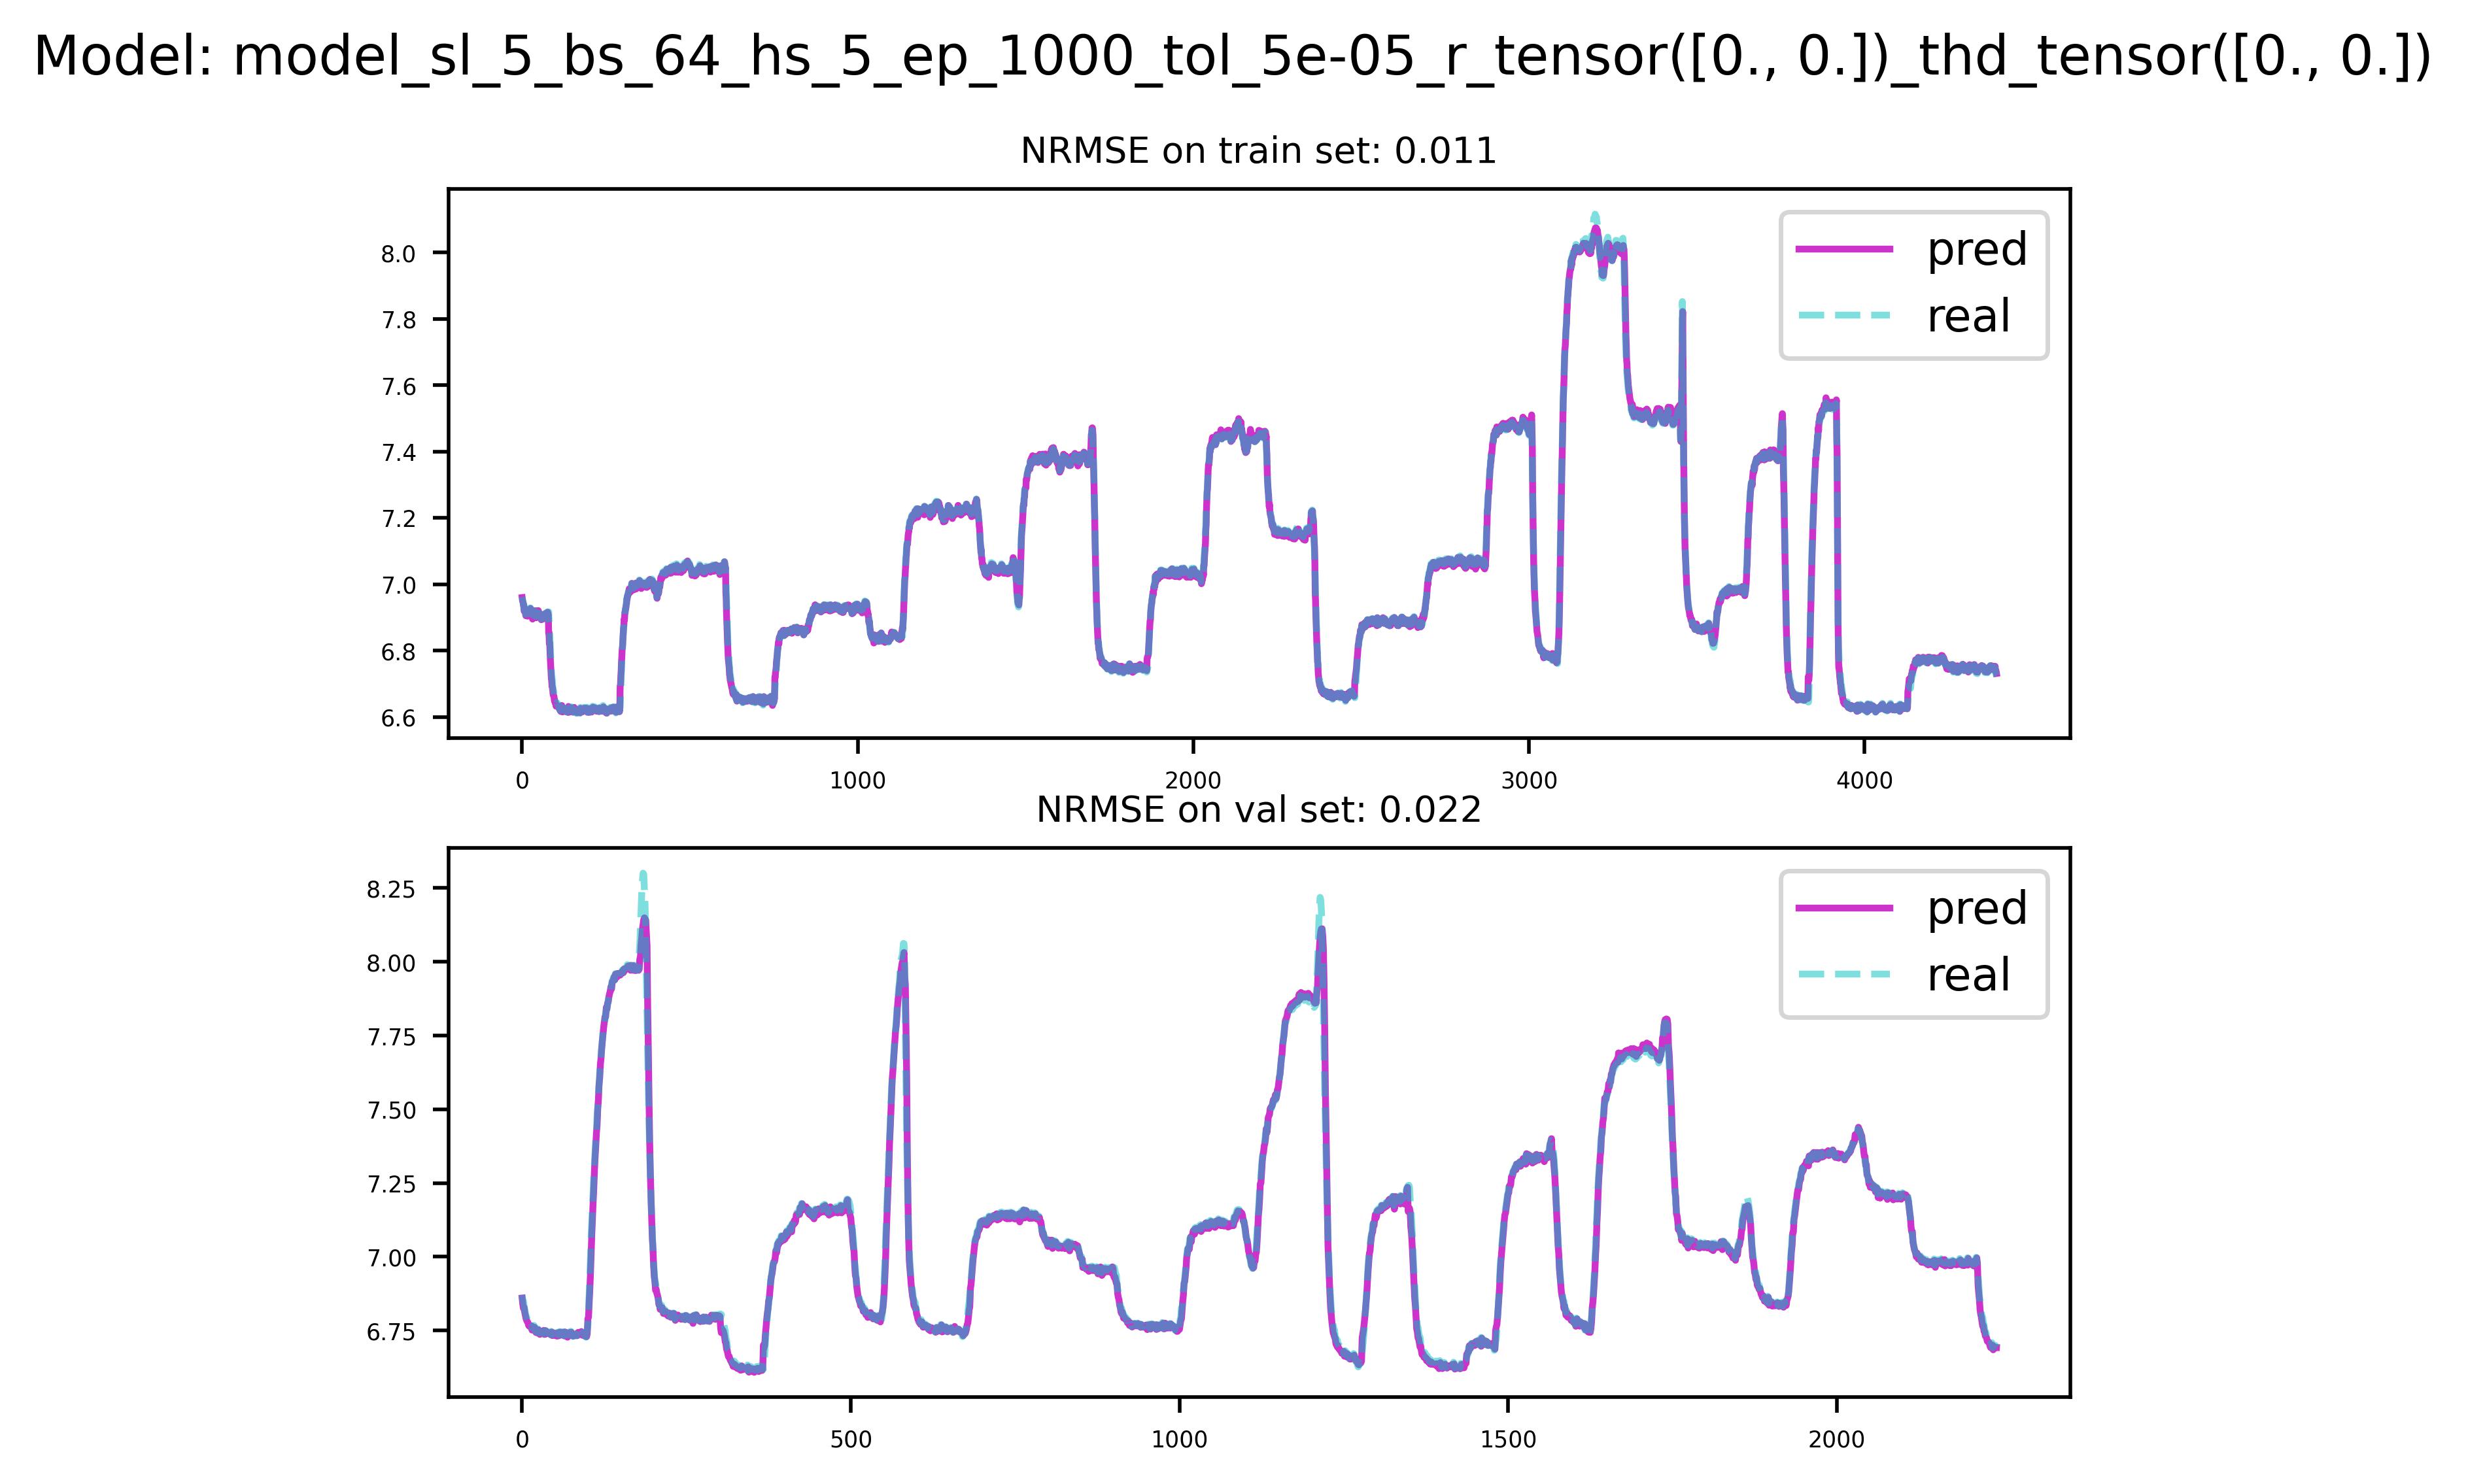 Model: model_sl_5_bs_64_hs_5_ep_1000_tol_5e-05_r_tensor([0., 0.])_thd_tensor([0., 0.])
NRMSE on train set: 0.011
8.0
7.8
7.6
7.4
7.2
7.0
6.8
6.6
pred
real
0 1000 2000 3000 4000
NRMSE on val set: 0.022
8.25
8.00
7.75
7.50
7.25
7.00
6.75
pred
real
0 500 1000 1500 2000